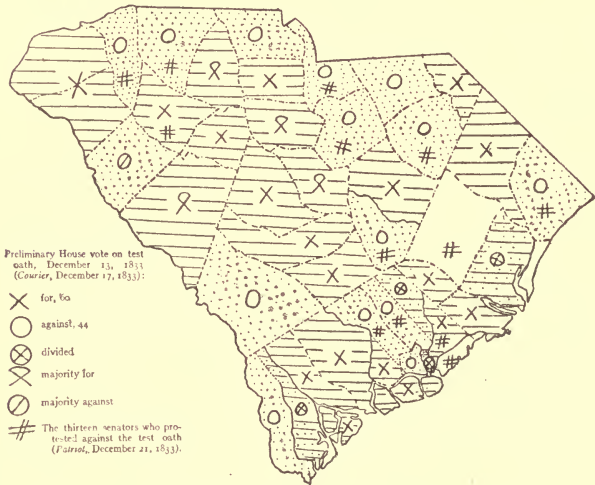 Preliminary House vote on test
oath, December 13, 1833
(Courier, December 17, 1833):
for, 60
against, 44
divided
majority for
majority against
The thirteen senators who pro-
tested against the test oath
(Patriot, December 21, 1833).